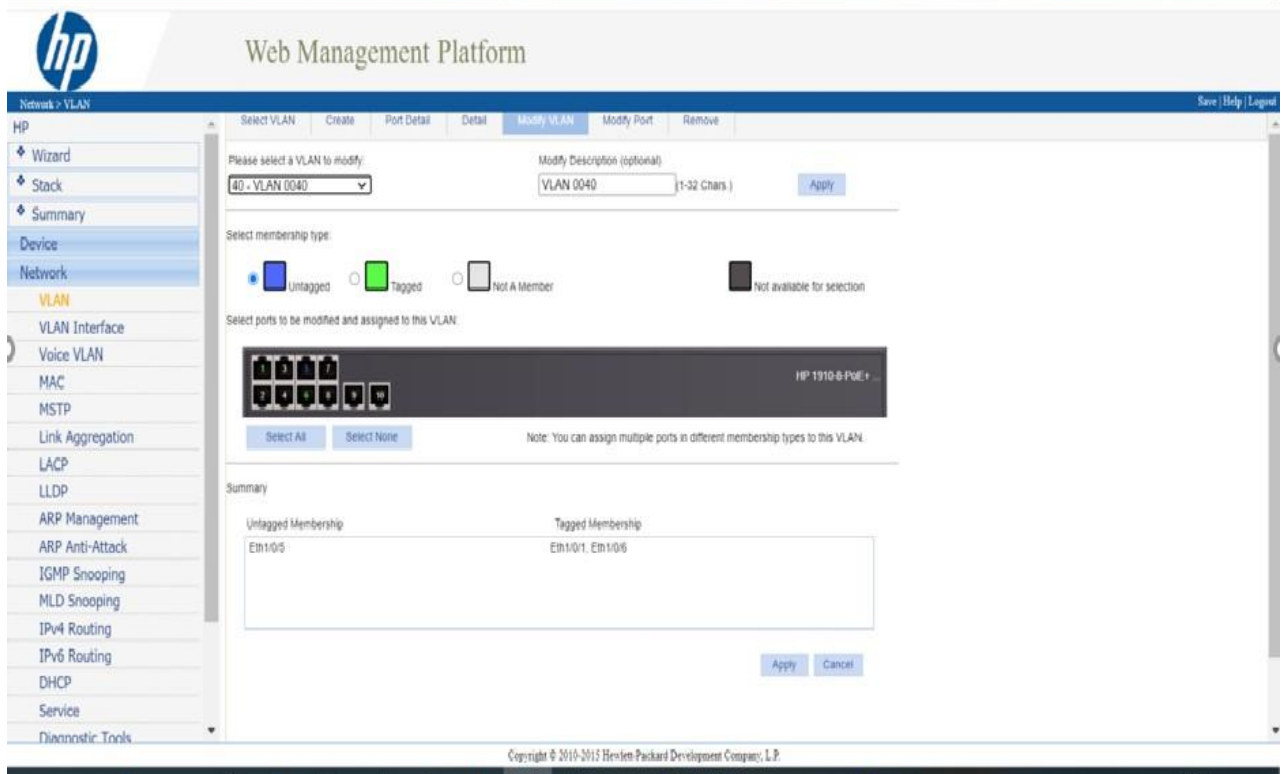 hp
Web Management Platform
Network > VLAN
Save | Help | Logout
HP
Wizard
Stack
Summary
Device
Network
VLAN
VLAN Interface
Voice VLAN
MAC
MSTP
Link Aggregation
LACP
LLDP
ARP Management
ARP Anti-Attack
IGMP Snooping
MLD Snooping
IPv4 Routing
IPv6 Routing
DHCP
Service
Diagnostic Tools
Select VLAN Create Port Detail Detail Modify VLAN Modify Port Remove
Please select a VLAN to modify: Modify Description (optional)
40 - VLAN 0040 VLAN 0040 (1-32 Chars.) Apply
Select membership type:
Untagged Tagged Not A Member Not available for selection
Select ports to be modified and assigned to this VLAN:
1 3 5 7
HP 1910-8-PoE+ ...
2 4 6 8 9 10
Select All Select None Note: You can assign multiple ports in different membership types to this VLAN.
Summary
Untagged Membership Tagged Membership
Eth1/0/5 Eth1/0/1, Eth1/0/6
Apply Cancel
Copyright © 2010-2015 Hewlett-Packard Development Company, L.P.